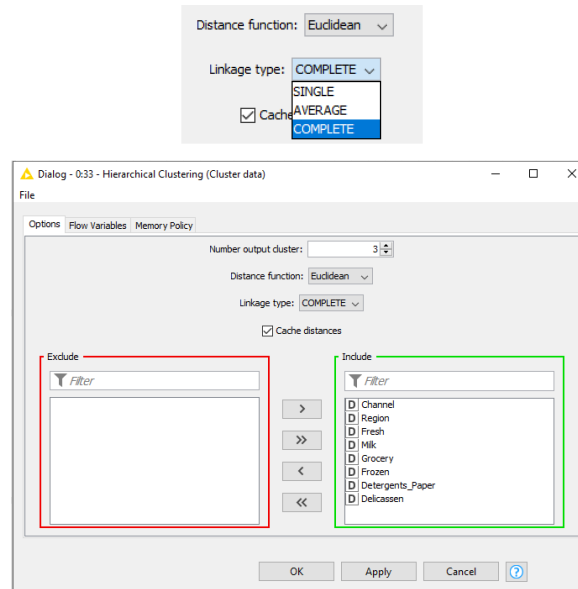 Distance function: Euclidean
Linkage type: COMPLETE
SINGLE
AVERAGE
Cache
COMPLETE
Dialog - 0:33 - Hierarchical Clustering (Cluster data)
File
Options Flow Variables Memory Policy
Number output cluster: 3
Distance function: Euclidean
Linkage type: COMPLETE
Cache distances
Exclude
Include
Filter
Filter
D Channel
D Region
D Fresh
D Milk
D Grocery
D Frozen
D Detergents_Paper
D Delicassen
>
>>
<
<<
OK Apply Cancel ?